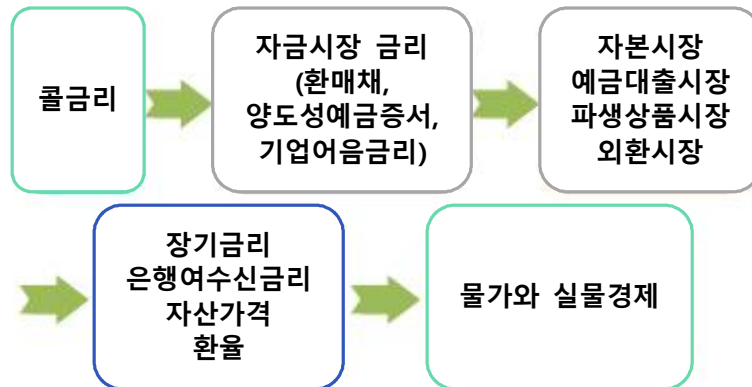 콜금리
자금시장 금리
(환매채,
양도성예금증서,
기업어음금리)
자본시장
예금대출시장
파생상품시장
외환시장
장기금리
은행여수신금리
자산가격
환율
물가와 실물경제